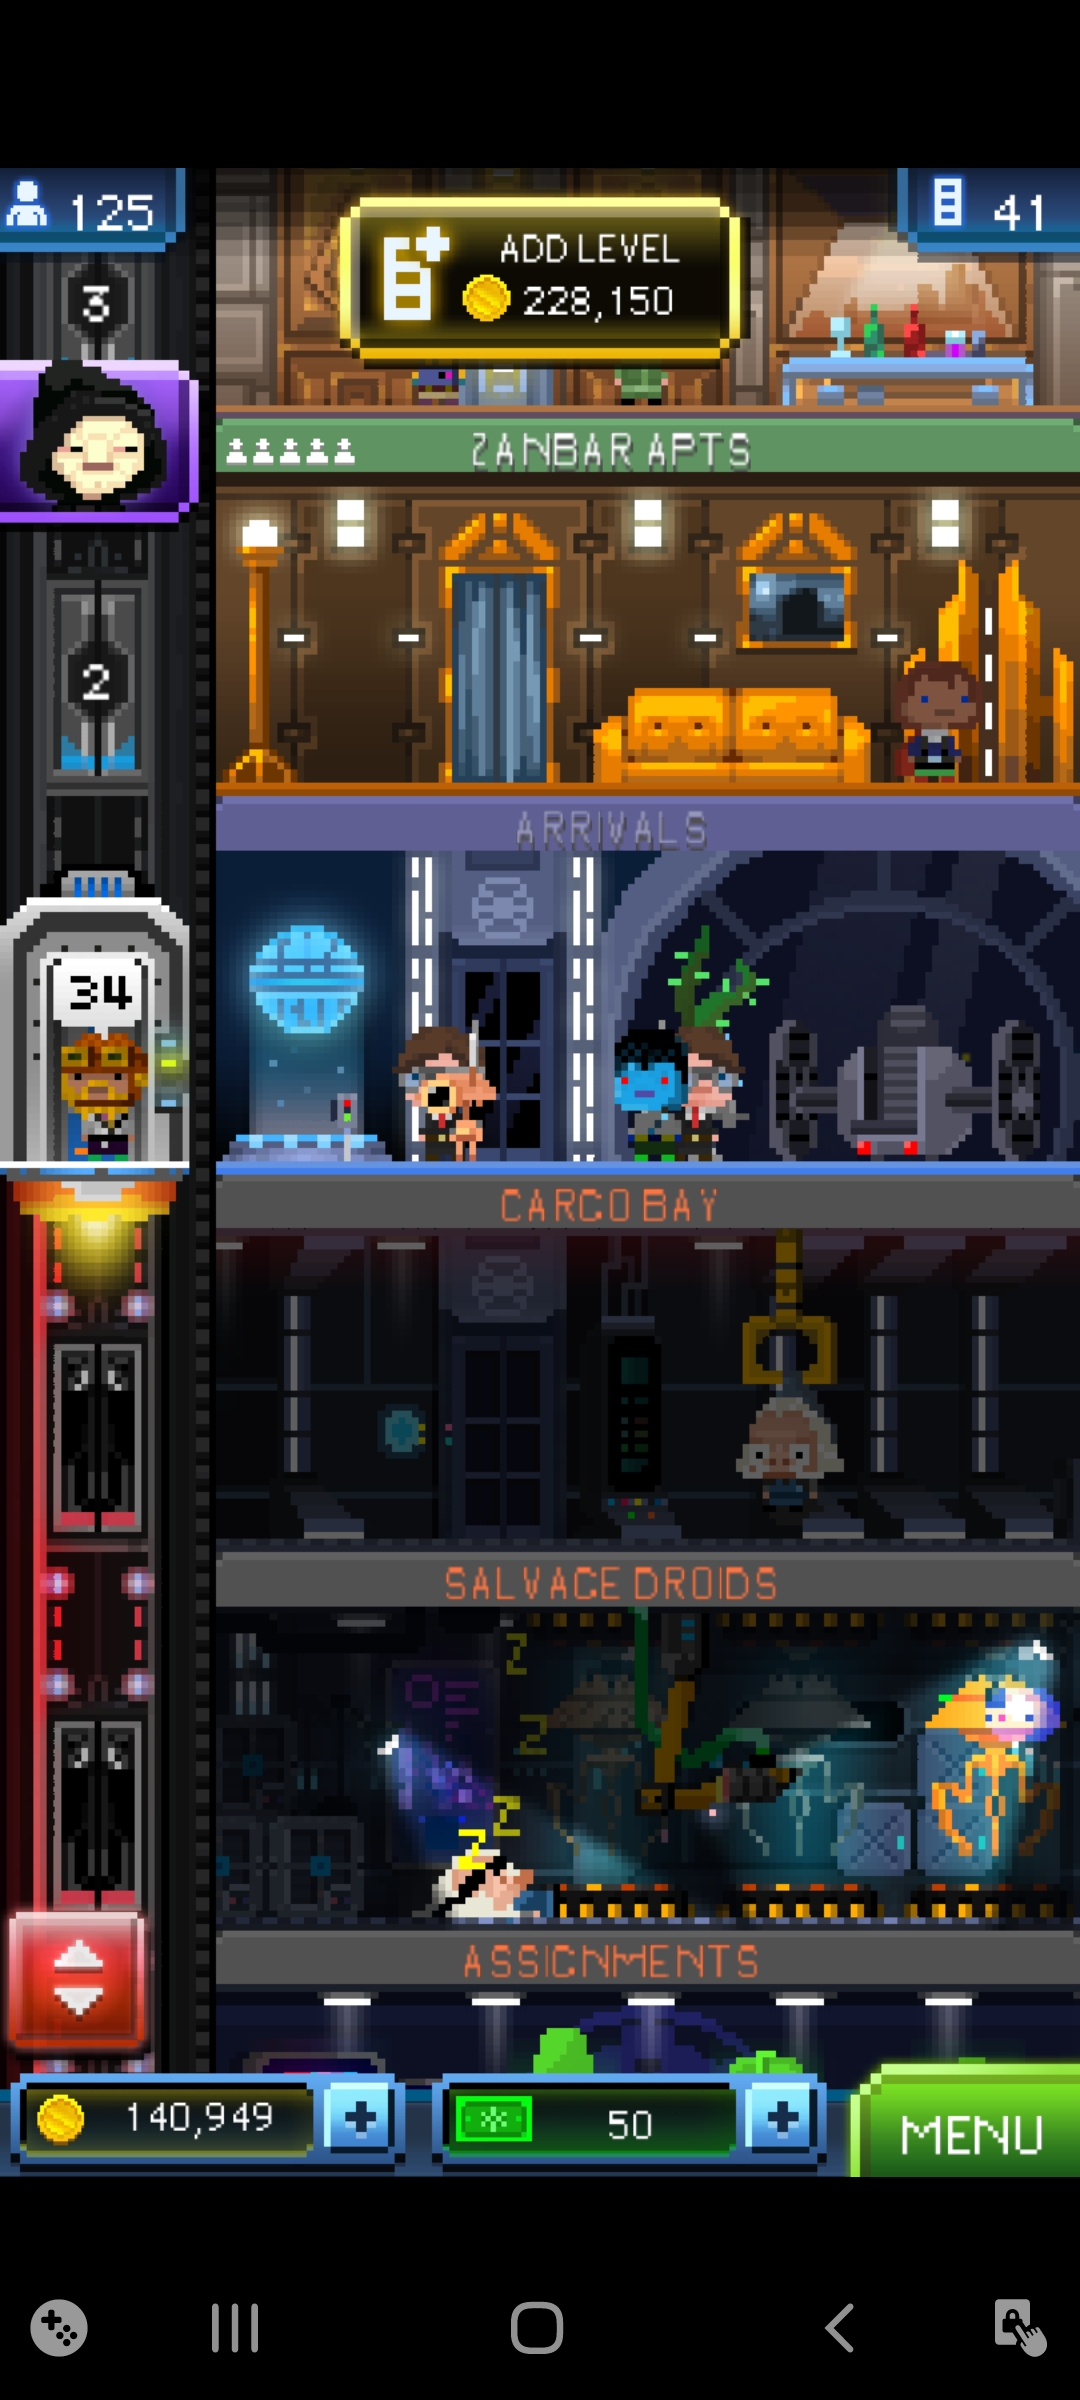 125
ADD LEVEL
228,150
41
3
ZANBAR APTS
2
ARRIVALS
34
CARGO BAY
SALVAGE DROIDS
Z
Z
Z
Z
ASSIGNMENTS
140,949
50
MENU